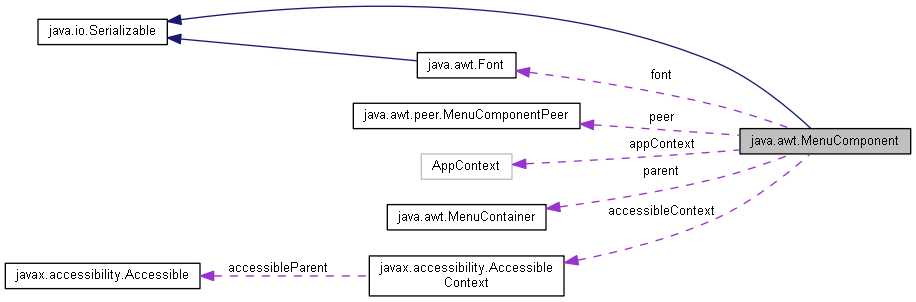 java.io.Serializable
java.awt.Font
font
java.awt.peer.MenuComponentPeer
peer
java.awt.MenuComponent
appContext
AppContext
parent
java.awt.MenuContainer
accessibleContext
javax.accessibility.Accessible
accessibleParent
javax.accessibility.Accessible
Context